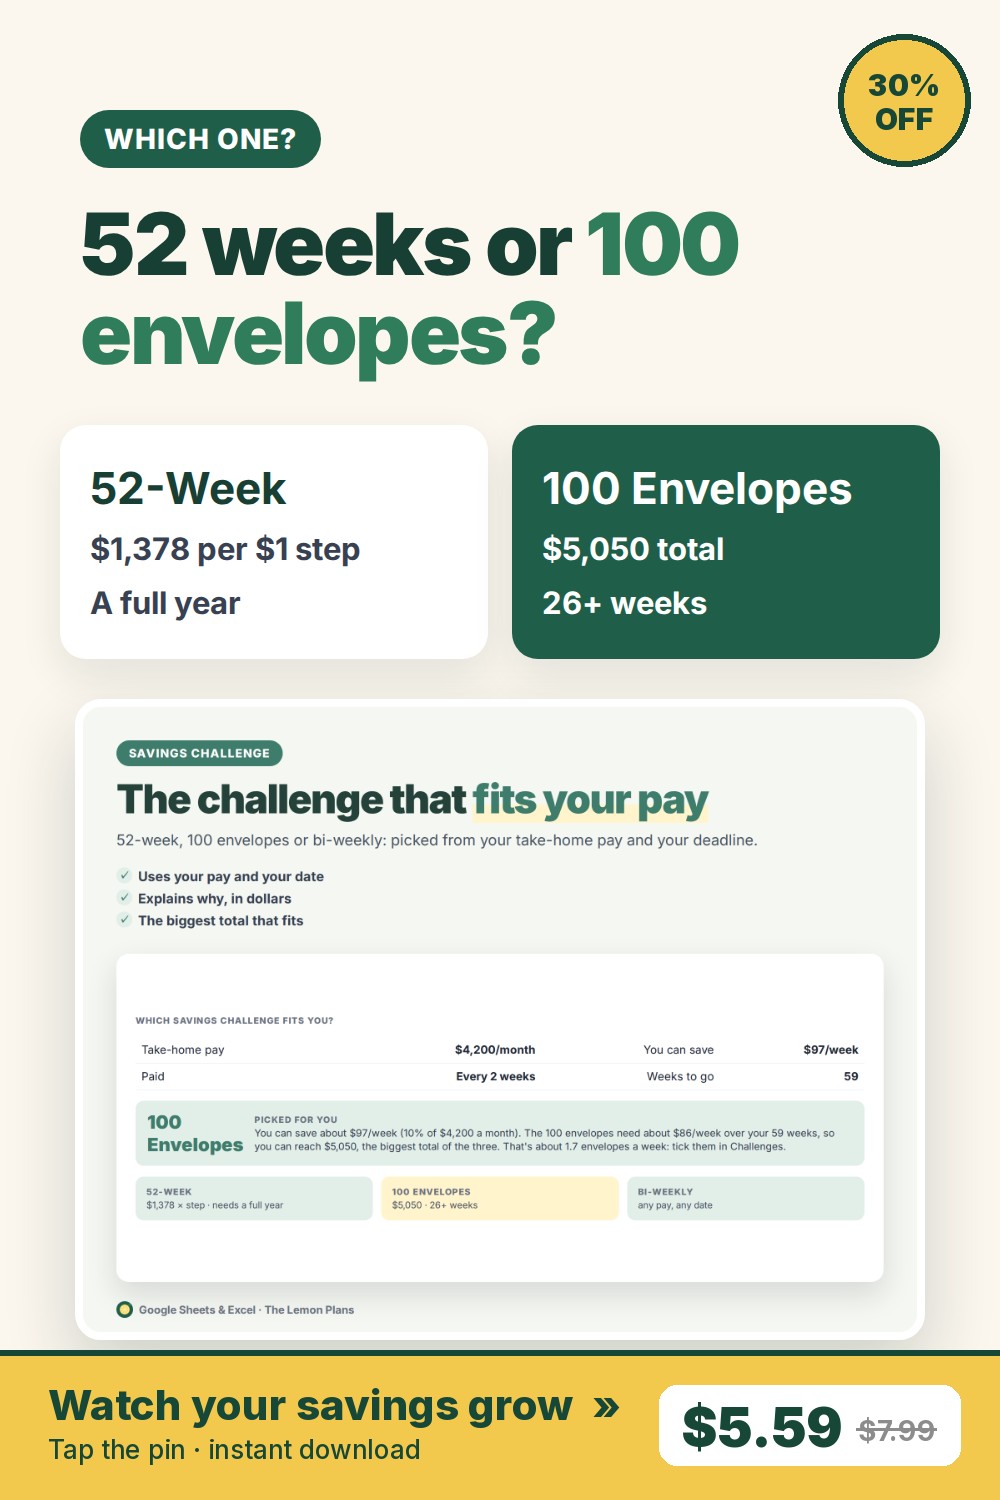 30%
OFF
WHICH ONE?
52 weeks or 100
envelopes?
52-Week
$1,378 per $1 step
A full year
100 Envelopes
$5,050 total
26+ weeks
SAVINGS CHALLENGE
The challenge that fits your pay
52-week, 100 envelopes or bi-weekly: picked from your take-home pay and your deadline.
✓ Uses your pay and your date
✓ Explains why, in dollars
✓ The biggest total that fits
WHICH SAVINGS CHALLENGE FITS YOU?
Take-home pay $4,200/month You can save $97/week
Paid Every 2 weeks Weeks to go 59
100
Envelopes
PICKED FOR YOU
You can save about $97/week (10% of $4,200 a month). The 100 envelopes need about $86/week over your 59 weeks, so
you can reach $5,050, the biggest total of the three. That's about 1.7 envelopes a week: tick them in Challenges.
52-WEEK
$1,378 × step · needs a full year
100 ENVELOPES
$5,050 · 26+ weeks
BI-WEEKLY
any pay, any date
Google Sheets & Excel · The Lemon Plans
Watch your savings grow »
Tap the pin · instant download
$5.59 $7.99